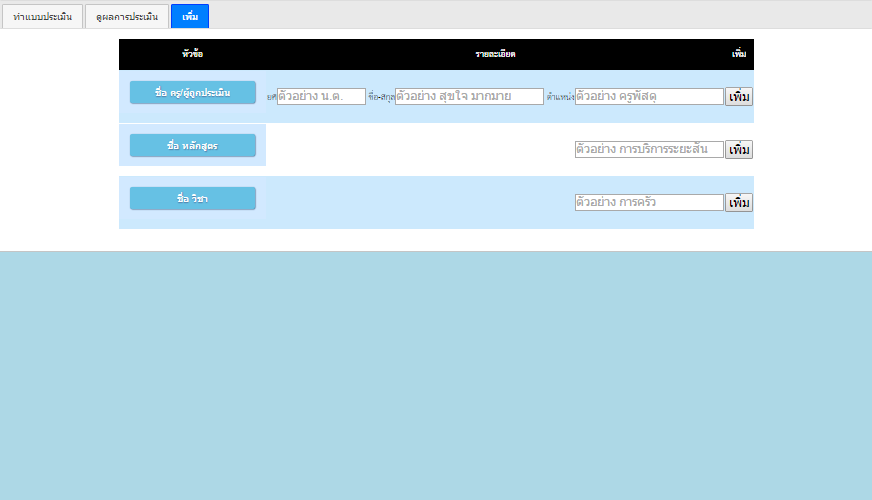 ทำแบบประเมิน ดูผลการประเมิน เพิ่ม
หัวข้อ รายละเอียด เพิ่ม
ชื่อ ครู/ผู้ถูกประเมิน ยศ ตัวอย่าง น.ต. ชื่อ-สกุล ตัวอย่าง สุขใจ มากมาย ตำแหน่ง ตัวอย่าง ครูพัสดุ เพิ่ม
ชื่อ หลักสูตร ตัวอย่าง การบริการระยะสั้น เพิ่ม
ชื่อ วิชา ตัวอย่าง การครัว เพิ่ม